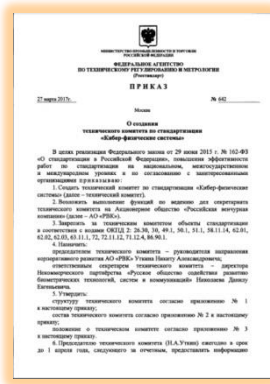 МИНИСТЕРСТВО ПРОМЫШЛЕННОСТИ И ТОРГОВЛИ
РОССИЙСКОЙ ФЕДЕРАЦИИ
ФЕДЕРАЛЬНОЕ АГЕНТСТВО
ПО ТЕХНИЧЕСКОМУ РЕГУЛИРОВАНИЮ И МЕТРОЛОГИИ
(Росстандарт)
ПРИКАЗ
27 марта 2017г.
№ 642
Москва
О создании
технического комитета по стандартизации
«Кибер-физические системы»
В целях реализации Федерального закона от 29 июня 2015 г. № 162-ФЗ
«О стандартизации в Российской Федерации», повышения эффективности
работ по стандартизации на национальном, межгосударственном
и международном уровнях и по согласованию с заинтересованными
организациями приказываю:
1. Создать технический комитет по стандартизации «Кибер-физические
системы» (далее – технический комитет).
2. Возложить выполнение функций по ведению дел секретариата
технического комитета на Акционерное общество «Российская венчурная
компания» (далее – АО «РВК»).
3. Закрепить за техническим комитетом объекты стандартизации
в соответствии с кодами ОКПД 2: 26.30, 30, 49.1, 50.1, 51.1, 58.11.14, 62.01,
62.02, 62.03, 63.11.1, 72, 72.11.12, 71.12.4, 86.90.1.
4. Назначить:
председателем технического комитета – руководителя направления
нормативного развития АО «РВК» Уткина Никиту Александровича;
ответственным секретарем технического комитета – директора
Некоммерческого партнёрства «Русское общество содействия развитию
биометрических технологий, систем и коммуникаций» Николаева Данилу
Евгеньевича.
5. Утвердить:
структуру технического комитета согласно приложению № 1
к настоящему приказу;
состав технического комитета согласно приложению № 2 к настоящему
приказу;
положение о техническом комитете согласно приложению № 3
к настоящему приказу.
6. Председателю технического комитета (Н.А.Уткин) ежегодно в срок
до 1 апреля года, следующего за отчетным, представлять информацию